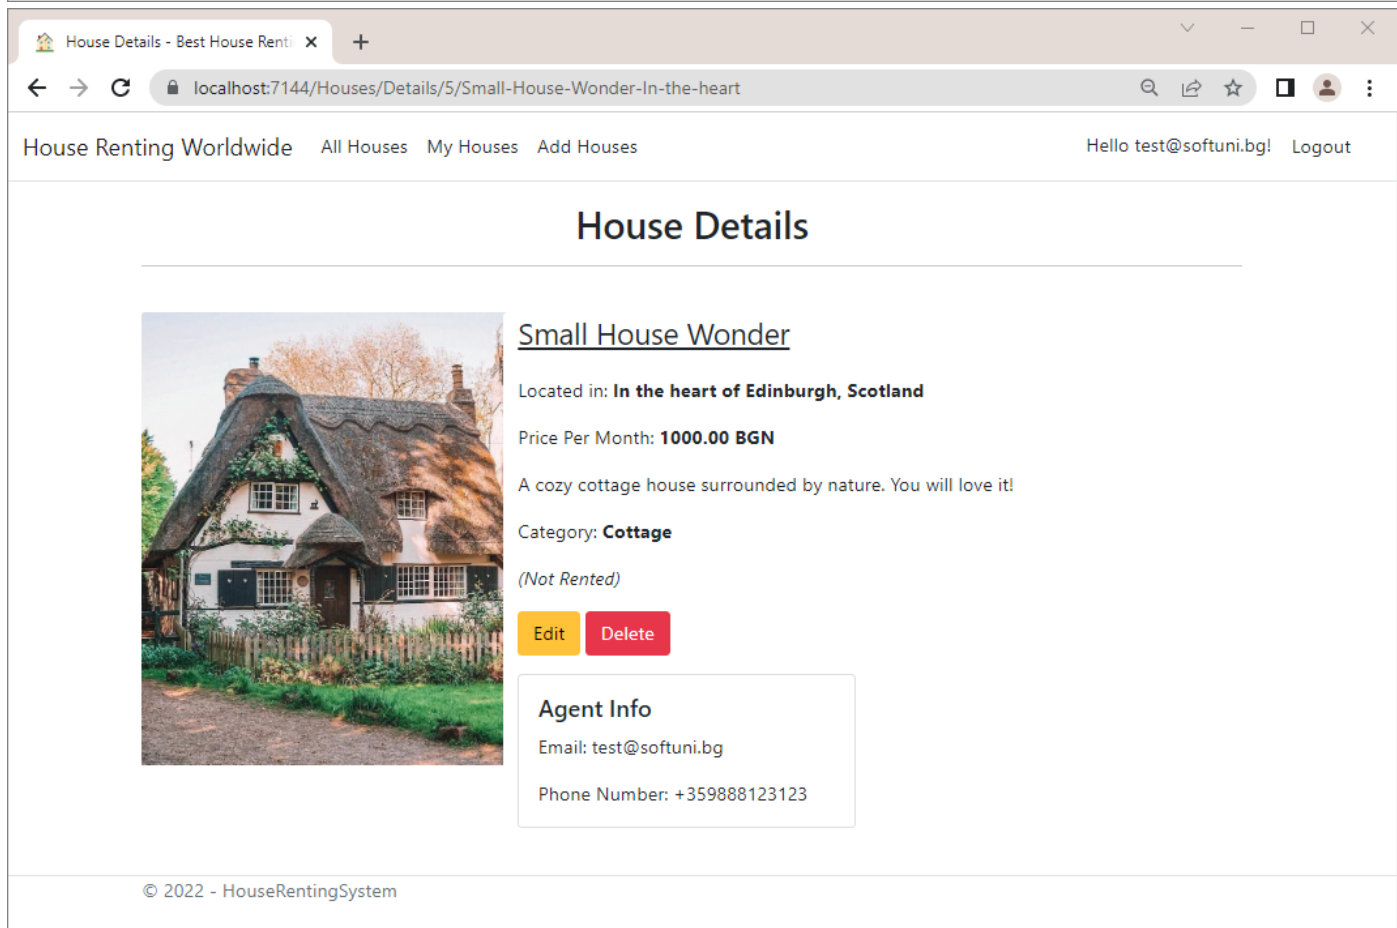 House Details - Best House Renti
localhost:7144/Houses/Details/5/Small-House-Wonder-In-the-heart
House Renting Worldwide All Houses My Houses Add Houses Hello test@softuni.bg! Logout
House Details
Small House Wonder
Located in: In the heart of Edinburgh, Scotland
Price Per Month: 1000.00 BGN
A cozy cottage house surrounded by nature. You will love it!
Category: Cottage
(Not Rented)
Edit Delete
Agent Info
Email: test@softuni.bg
Phone Number: +359888123123
© 2022 - HouseRentingSystem